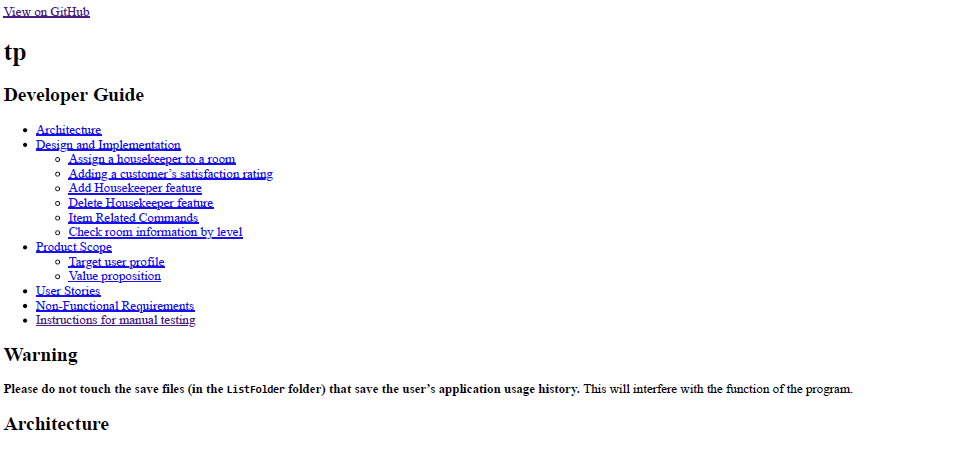 View on GitHub
tp
Developer Guide
Architecture
Design and Implementation
Assign a housekeeper to a room
Adding a customer’s satisfaction rating
Add Housekeeper feature
Delete Housekeeper feature
Item Related Commands
Check room information by level
Product Scope
Target user profile
Value proposition
User Stories
Non-Functional Requirements
Instructions for manual testing
Warning
Please do not touch the save files (in the ListFolder folder) that save the user’s application usage history. This will interfere with the function of the program.
Architecture